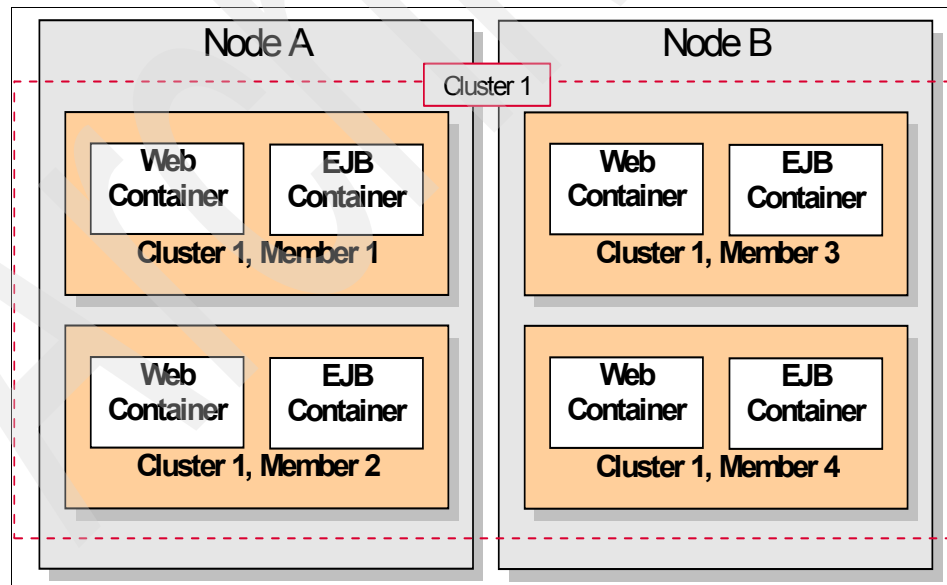 Node A
Node B
Cluster 1
Web
Container
EJB
Container
Cluster 1, Member 1
Web
Container
EJB
Container
Cluster 1, Member 3
Web
Container
EJB
Container
Cluster 1, Member 2
Web
Container
EJB
Container
Cluster 1, Member 4